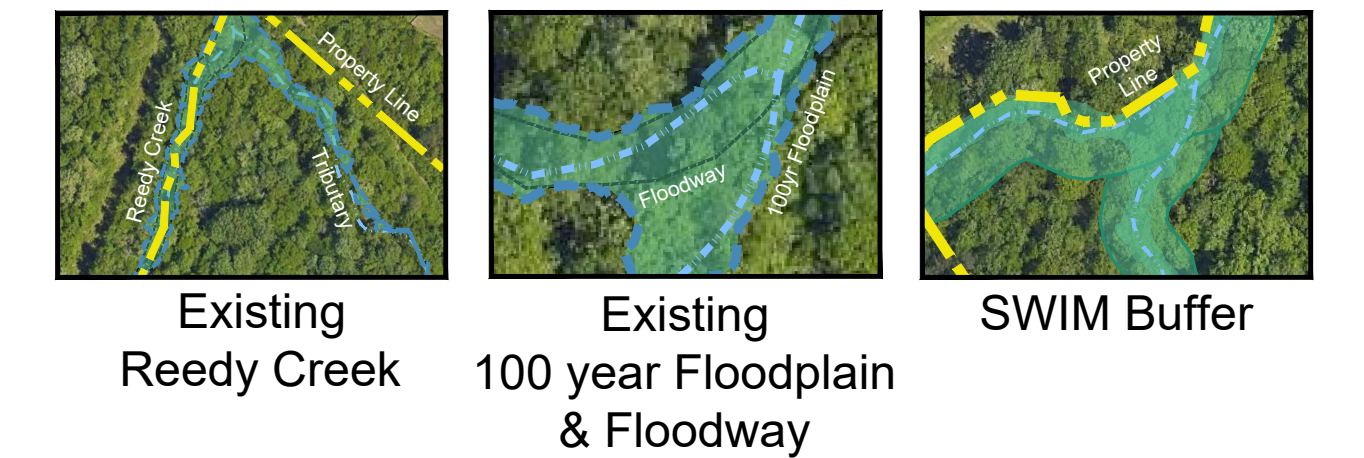 Property Line
Reedy Creek
Tributary
Floodway
100yr Floodplain
Property
Line
Existing
Reedy Creek
Existing
100 year Floodplain
& Floodway
SWIM Buffer